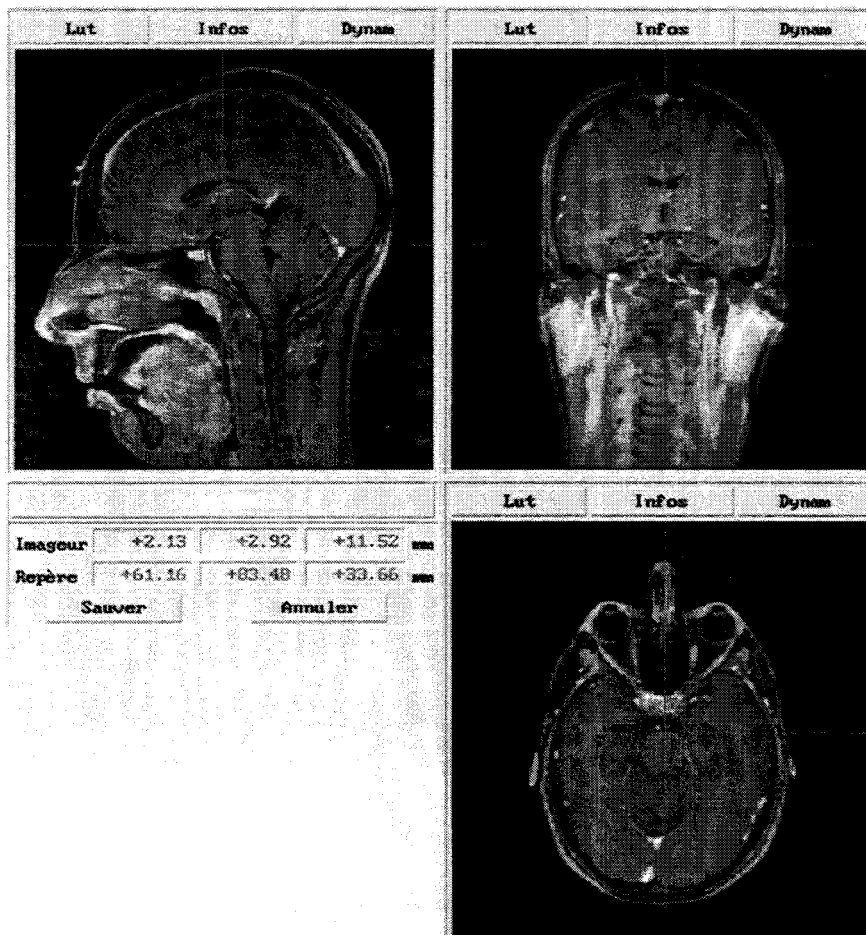 Lut Infos Dynam
Lut Infos Dynam
Imageur +2.13 +2.92 +11.52 mm
Repère +61.16 +83.48 +33.66 mm
Sauver Annuler
Lut Infos Dynam